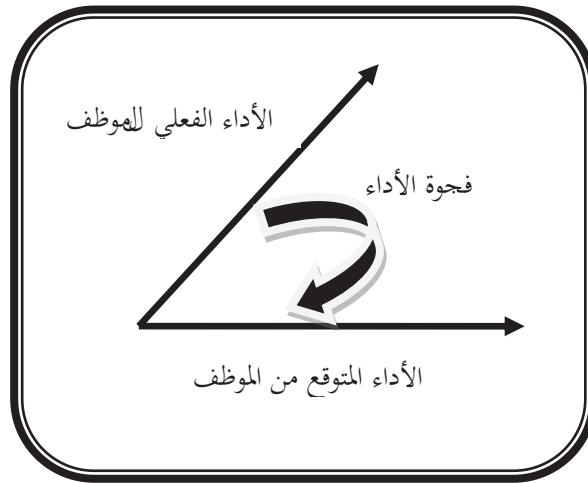 الأداء الفعلي للموظف
فجوة الأداء
الأداء المتوقع من الموظف